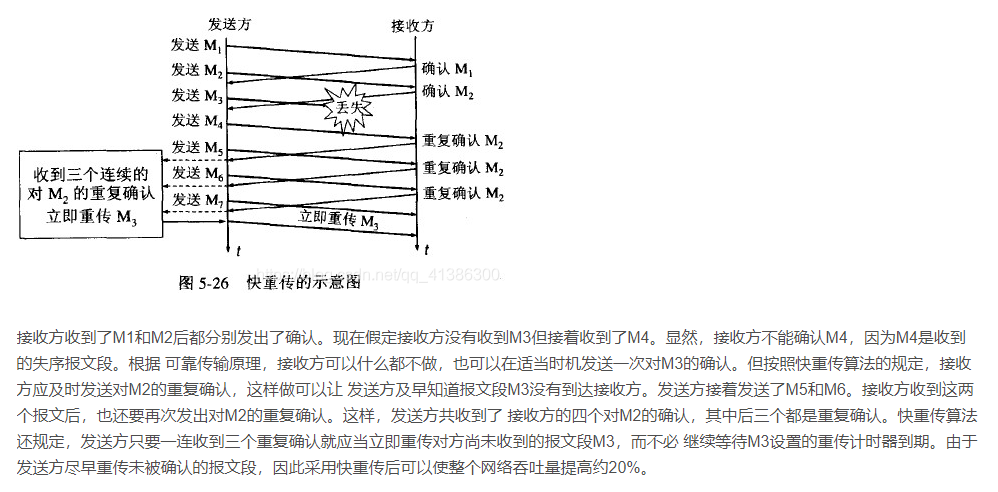 发送方
接收方
发送 M1
确认 M1
发送 M2
确认 M2
发送 M3
丢失
发送 M4
重复确认 M2
发送 M5
重复确认 M2
收到三个连续的
对 M2 的重复确认
立即重传 M3
发送 M6
重复确认 M2
发送 M7
立即重传 M3
t
t
图 5-26 快重传的示意图
接收方收到了M1和M2后都分别发出了确认。现在假定接收方没有收到M3但接着收到了M4。显然，接收方不能确认M4，因为M4是收到
的失序报文段。根据 可靠传输原理，接收方可以什么都不做，也可以在适当时机发送一次对M3的确认。但按照快重传算法的规定，接收
方应及时发送对M2的重复确认，这样做可以让 发送方及早知道报文段M3没有到达接收方。发送方接着发送了M5和M6。接收方收到这两
个报文后，也还要再次发出对M2的重复确认。这样，发送方共收到了 接收方的四个对M2的确认，其中后三个都是重复确认。快重传算法
还规定，发送方只要一连收到三个重复确认就应当立即重传对方尚未收到的报文段M3，而不必 继续等待M3设置的重传计时器到期。由于
发送方尽早重传未被确认的报文段，因此采用快重传后可以使整个网络吞吐量提高约20%。